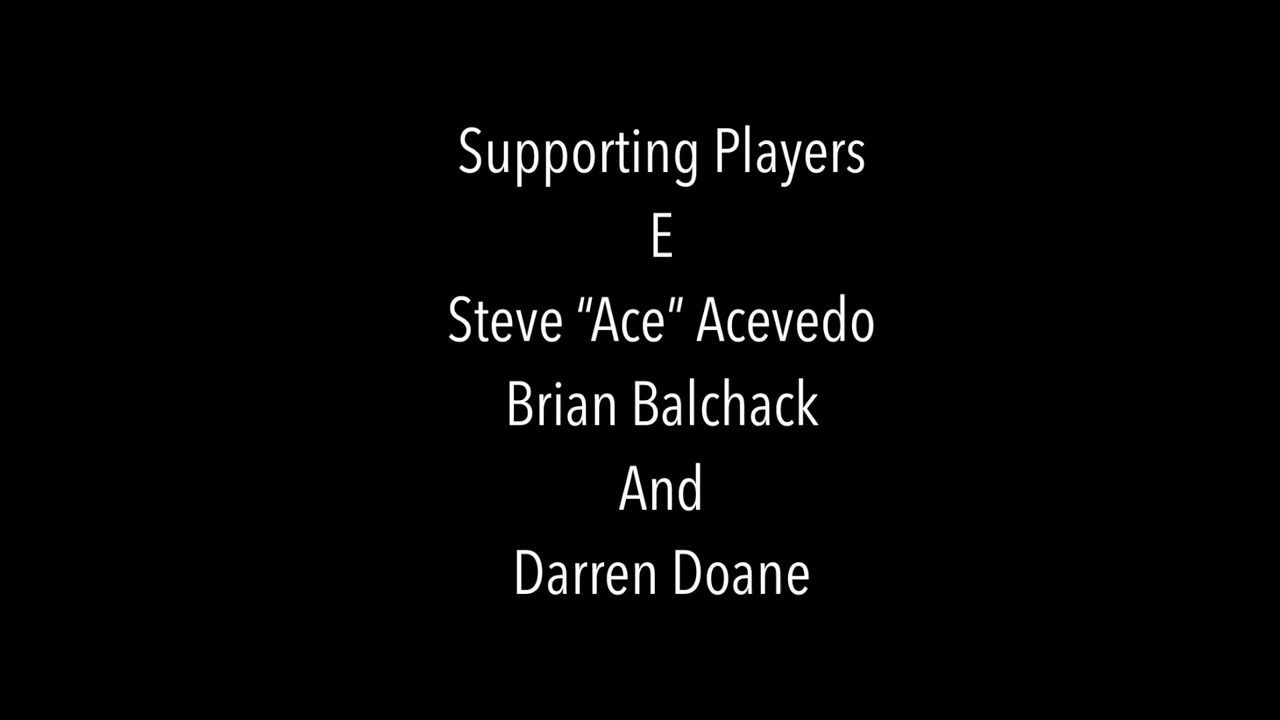 Supporting Players
E
Steve “Ace” Acevedo
Brian Balchack
And
Darren Doane